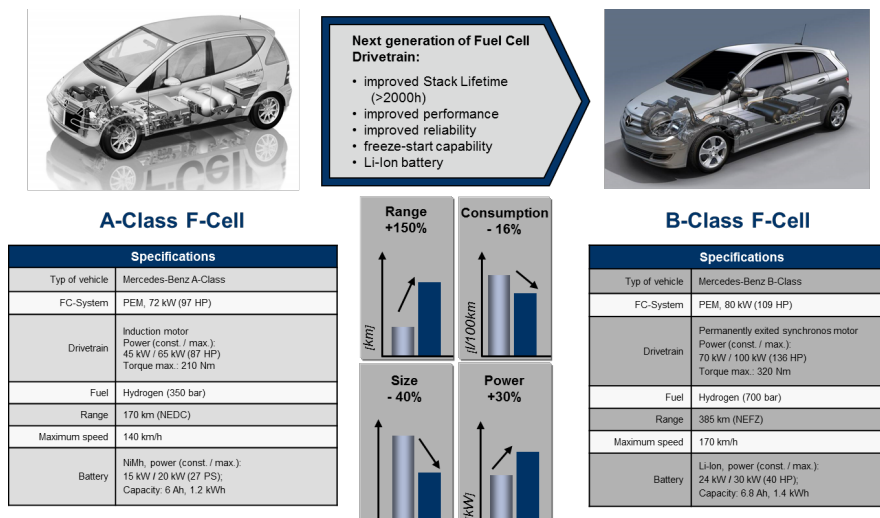 Next generation of Fuel Cell
Drivetrain:
• improved Stack Lifetime
(>2000h)
• improved performance
• improved reliability
• freeze-start capability
• Li-Ion battery
A-Class F-Cell
Specifications
Typ of vehicle Mercedes-Benz A-Class
FC-System PEM, 72 kW (97 HP)
Drivetrain
Induction motor
Power (const. / max.):
45 kW / 65 kW (87 HP)
Torque max.: 210 Nm
Fuel Hydrogen (350 bar)
Range 170 km (NEDC)
Maximum speed 140 km/h
Battery
NiMh, power (const. / max.):
15 kW / 20 kW (27 PS);
Capacity: 6 Ah, 1.2 kWh
Range
+150%
[km]
Consumption
- 16%
[l/100km
Size
- 40%
Power
+30%
kW]
B-Class F-Cell
Specifications
Typ of vehicle Mercedes-Benz B-Class
FC-System PEM, 80 kW (109 HP)
Drivetrain
Permanently exited synchronos motor
Power (const. / max.):
70 kW / 100 kW (136 HP)
Torque max.: 320 Nm
Fuel Hydrogen (700 bar)
Range 385 km (NEFZ)
Maximum speed 170 km/h
Battery
Li-Ion, power (const. / max.):
24 kW / 30 kW (40 HP);
Capacity: 6.8 Ah, 1.4 kWh